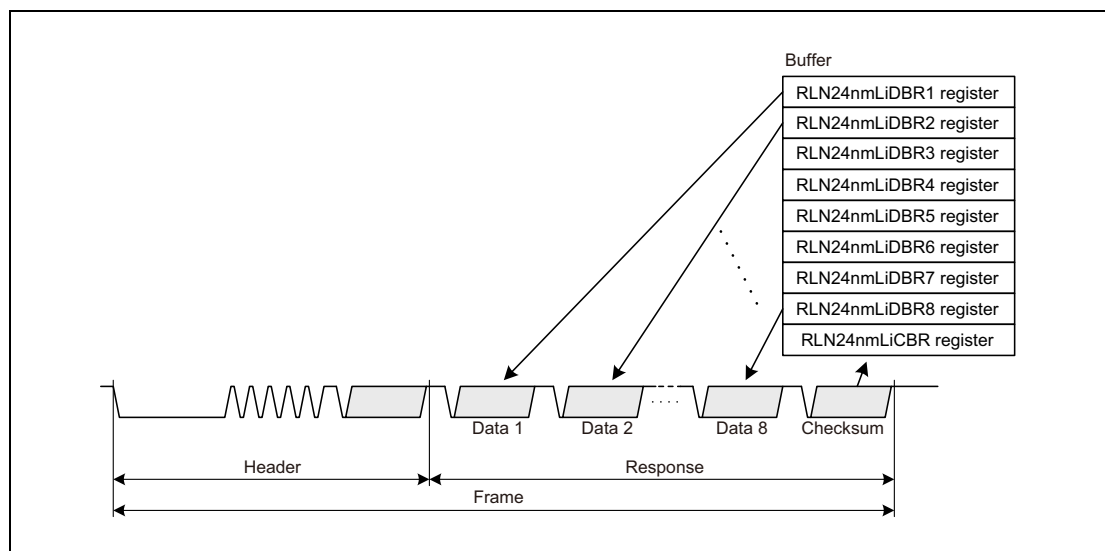 Buffer
RLN24nmLiDBR1 register
RLN24nmLiDBR2 register
RLN24nmLiDBR3 register
RLN24nmLiDBR4 register
RLN24nmLiDBR5 register
RLN24nmLiDBR6 register
RLN24nmLiDBR7 register
RLN24nmLiDBR8 register
RLN24nmLiCBR register
Data 1 Data 2 Data 8 Checksum
Header Response
Frame